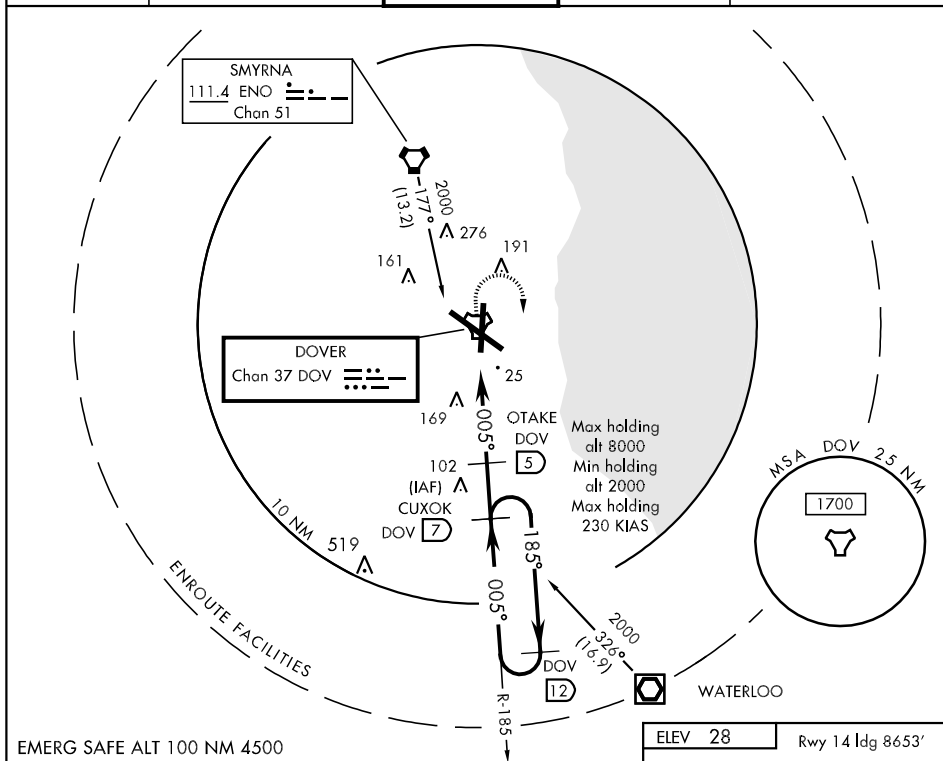 SMYRNA
111.4 ENO
Chan 51
2000
177°
(13.2)
276
161
191
DOVER
Chan 37 DOV
25
169
005°
OTAKE
DOV
5
Max holding
alt 8000
Min holding
alt 2000
Max holding
230 KIAS
102
(IAF)
CUXOK
DOV 7
10 NM
519
185°
005°
ENROUTE FACILITIES
MSA DOV 25 NM
1700
2000
326°
(16.9)
DOV
12
R-185
WATERLOO
EMERG SAFE ALT 100 NM 4500
ELEV 28
Rwy 14 ldg 8653'